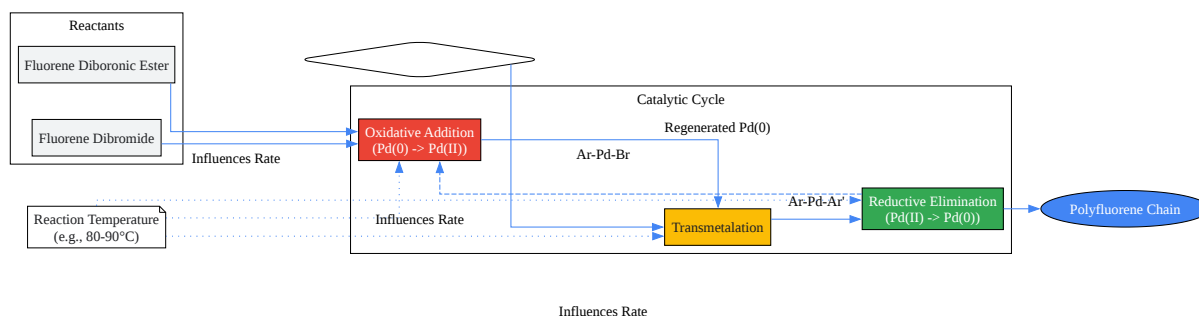 Reactants
Fluorene Diboronic Ester
Fluorene Dibromide
Influences Rate
Catalytic Cycle
Oxidative Addition
(Pd(0) -> Pd(II))
Regenerated Pd(0)
Ar-Pd-Br
Reaction Temperature
(e.g., 80-90°C)
Influences Rate
Transmetalation
Ar-Pd-Ar'
Reductive Elimination
(Pd(II) -> Pd(0))
Polyfluorene Chain
Influences Rate